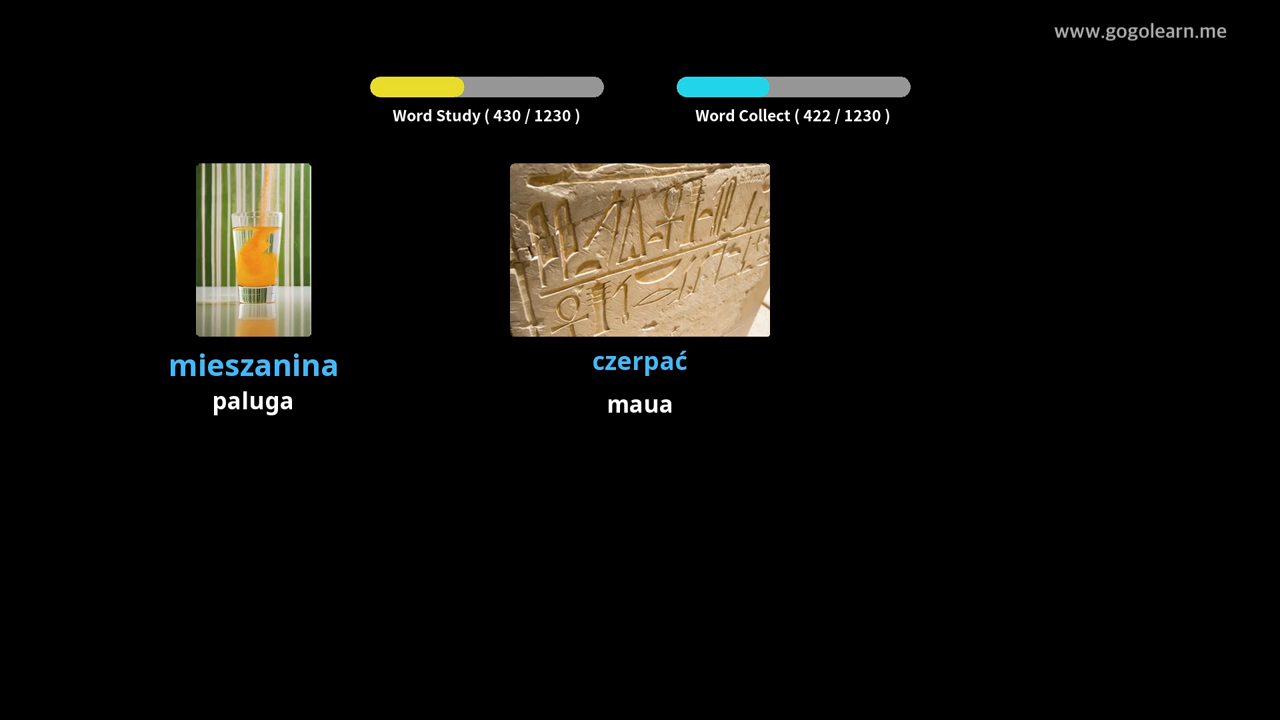 www.gogolearn.me
Word Study ( 430 / 1230 )
Word Collect ( 422 / 1230 )
mieszanina
paluga
czerpać
maua